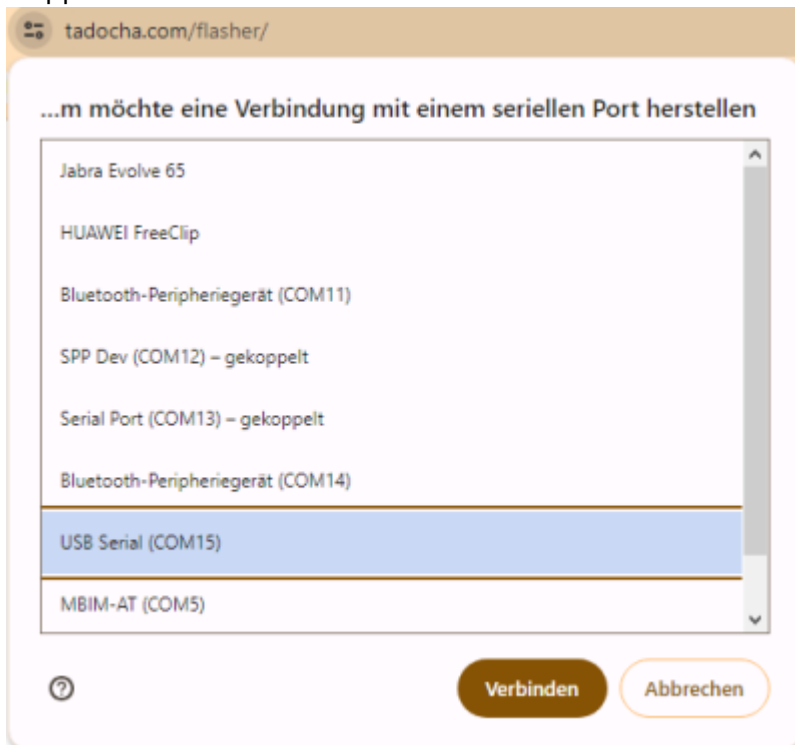 tadocha.com/flasher/
...m möchte eine Verbindung mit einem seriellen Port herstellen
Jabra Evolve 65
HUAWEI FreeClip
Bluetooth-Peripheriegerät (COM11)
SPP Dev (COM12) – gekoppelt
Serial Port (COM13) – gekoppelt
Bluetooth-Peripheriegerät (COM14)
USB Serial (COM15)
MBIM-AT (COM5)
Verbinden Abbrechen